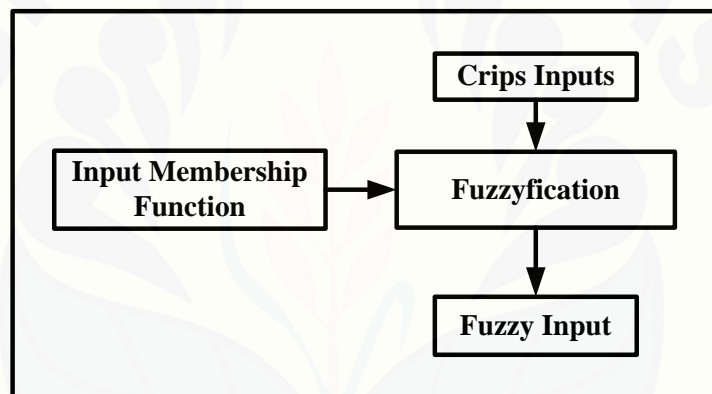 Crips Inputs
Input Membership
Function
Fuzzyfication
Fuzzy Input